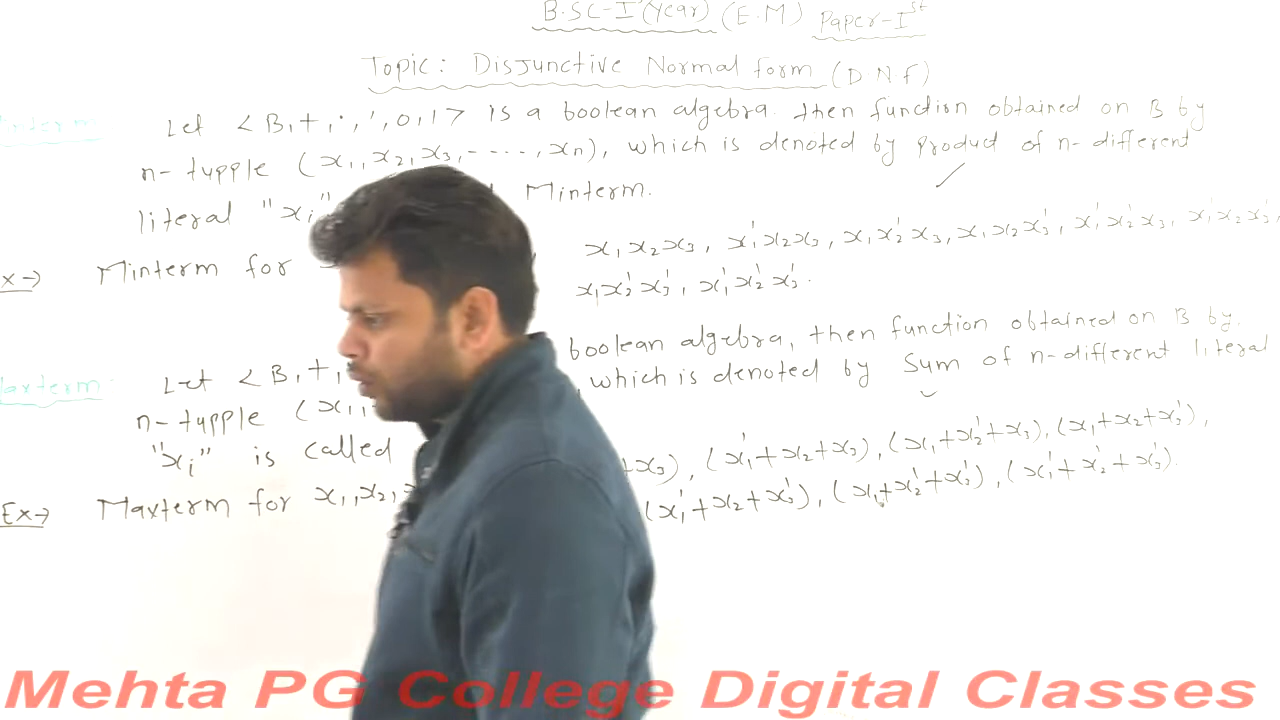 B.SC-I (Year) (E.M) Paper-Ist
Topic: Disjunctive Normal form (D N F)
Let <B,+,·,',0,1> is a boolean algebra. then function obtained on B by
n-tupple (x₁,x₂,x₃,-----,xn), which is denoted by product of n-different
literal "xi" Minterm.
Ex→ Minterm for x₁x₂x₃, x₁'x₂x₃, x₁x₂'x₃, x₁x₂x₃', x₁'x₂'x₃, x₁'x₂x₃',
x₁x₂'x₃', x₁'x₂'x₃'.
Maxterm: Let <B,+, boolean algebra, then function obtained on B by.
n-tupple (x₁, which is denoted by Sum of n-different literal
"xi" is called
+x₃), (x₁'+x₂+x₃), (x₁+x₂'+x₃), (x₁+x₂+x₃'),
Ex→ Maxterm for x₁,x₂, (x₁'+x₂+x₃'), (x₁+x₂'+x₃'), (x₁'+x₂'+x₃').
Mehta PG College Digital Classes